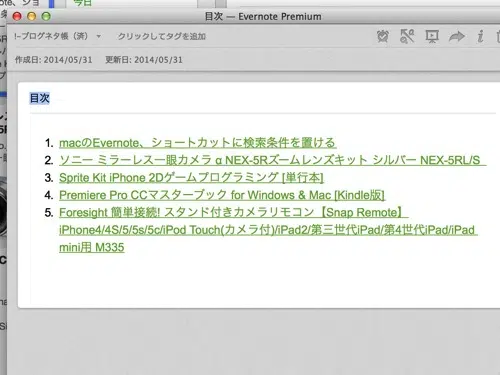 今日
目次 — Evernote Premium
!-ブログネタ帳（済）
クリックしてタグを追加
作成日: 2014/05/31 更新日: 2014/05/31
目次
1. macのEvernote、ショートカットに検索条件を置ける
2. ソニー ミラーレス一眼カメラ α NEX-5Rズームレンズキット シルバー NEX-5RL/S
3. Sprite Kit iPhone 2Dゲームプログラミング [単行本]
4. Premiere Pro CCマスターブック for Windows & Mac [Kindle版]
5. Foresight 簡単接続! スタンド付きカメラリモコン【Snap Remote】
iPhone4/4S/5/5s/5c/iPod Touch(カメラ付)/iPad2/第三世代iPad/第4世代iPad/iPad
mini用 M335